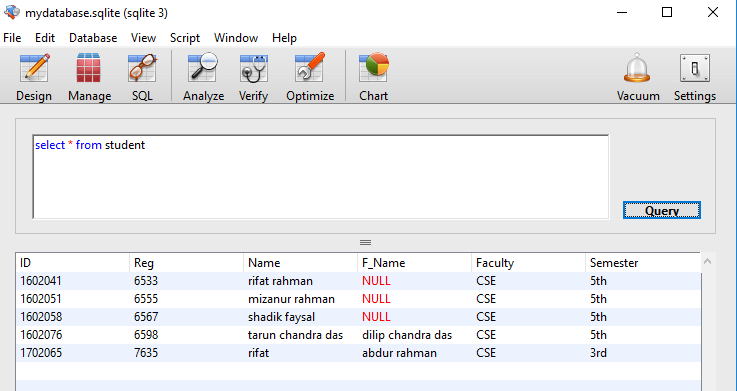 mydatabase.sqlite (sqlite 3)
File Edit Database View Script Window Help
Design Manage SQL Analyze Verify Optimize Chart Vacuum Settings
select * from student
Query
ID Reg Name F_Name Faculty Semester
1602041 6533 rifat rahman NULL CSE 5th
1602051 6555 mizanur rahman NULL CSE 5th
1602058 6567 shadik faysal NULL CSE 5th
1602076 6598 tarun chandra das dilip chandra das CSE 5th
1702065 7635 rifat abdur rahman CSE 3rd